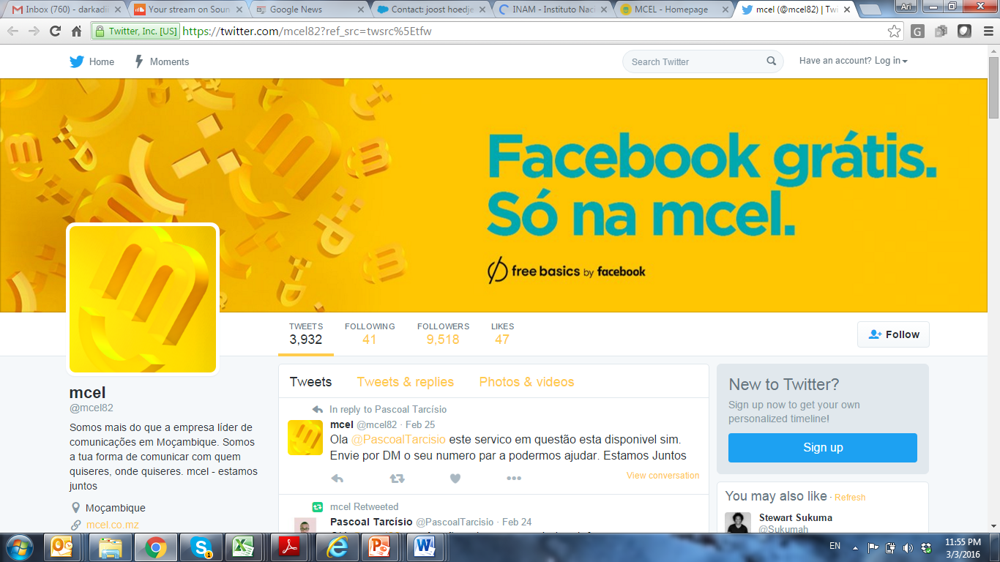 Inbox (760) - darkadii
Your stream on Soun
Google News
Contact: joost hoedje
INAM - Instituto Naci
MCEL - Homepage
mcel (@mcel82) | Twi
Ari
Twitter, Inc. [US]
https://twitter.com/mcel82?ref_src=twsrc%5Etfw
G
Home
Moments
Search Twitter
Have an account? Log in
Facebook grátis.
Só na mcel.
free basics by facebook
TWEETS
3,932
FOLLOWING
41
FOLLOWERS
9,518
LIKES
47
Follow
mcel
@mcel82
Somos mais do que a empresa líder de
comunicações em Moçambique. Somos
a tua forma de comunicar com quem
quiseres, onde quiseres. mcel - estamos
juntos
Moçambique
mcel.co.mz
Tweets
Tweets & replies
Photos & videos
In reply to Pascoal Tarcísio
mcel @mcel82 · Feb 25
Ola @PascoalTarcisio este servico em questão esta disponivel sim.
Envie por DM o seu numero par a podermos ajudar. Estamos Juntos
View conversation
mcel Retweeted
Pascoal Tarcísio @PascoalTarcisio · Feb 24
New to Twitter?
Sign up now to get your own
personalized timeline!
Sign up
You may also like · Refresh
Stewart Sukuma
@Sukumah
EN
11:55 PM
3/3/2016